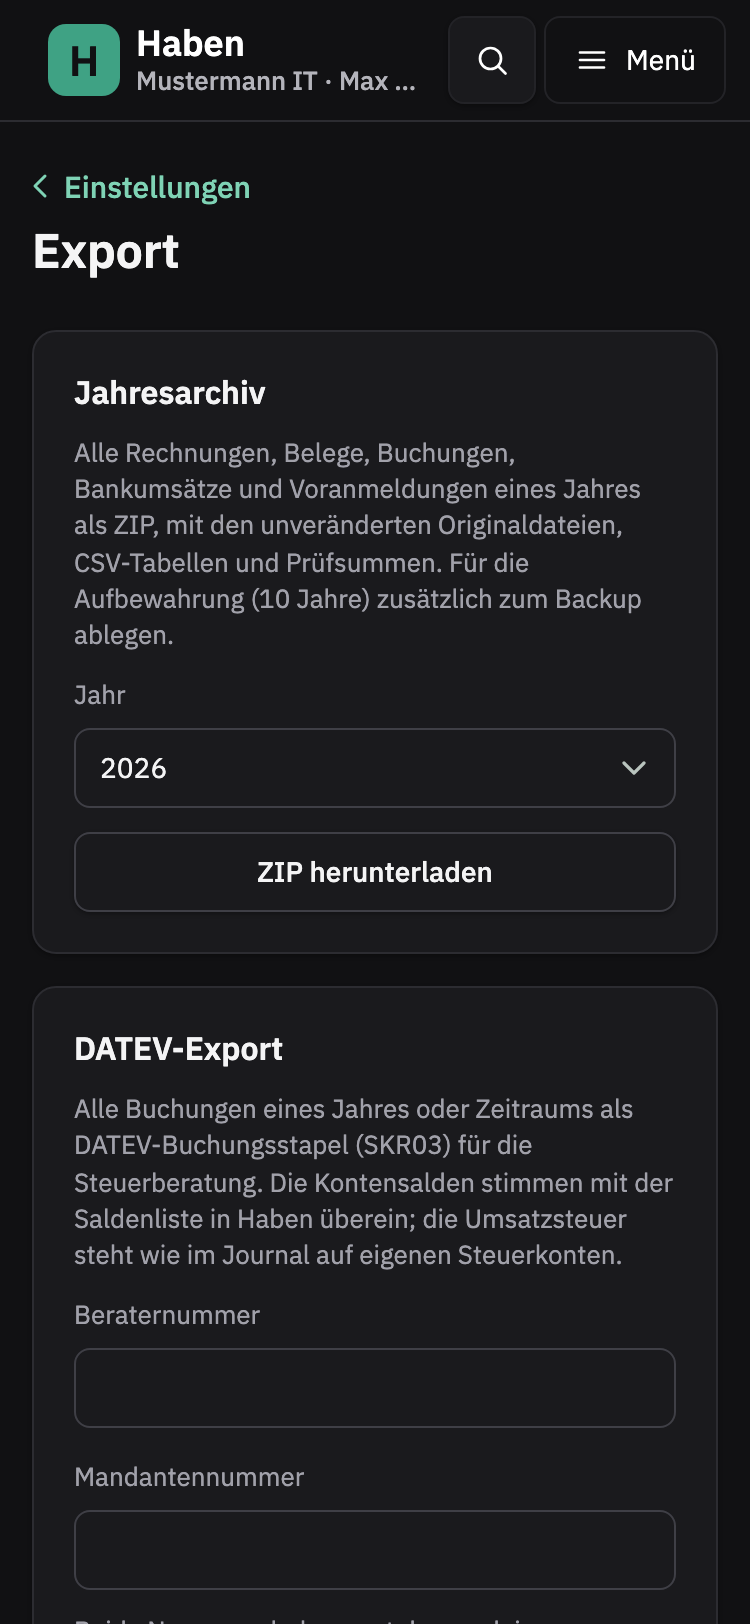 H
Haben
Mustermann IT · Max ...
Menü
Einstellungen
Export
Jahresarchiv
Alle Rechnungen, Belege, Buchungen,
Bankumsätze und Voranmeldungen eines Jahres
als ZIP, mit den unveränderten Originaldateien,
CSV-Tabellen und Prüfsummen. Für die
Aufbewahrung (10 Jahre) zusätzlich zum Backup
ablegen.
Jahr
2026
ZIP herunterladen
DATEV-Export
Alle Buchungen eines Jahres oder Zeitraums als
DATEV-Buchungsstapel (SKR03) für die
Steuerberatung. Die Kontensalden stimmen mit der
Saldenliste in Haben überein; die Umsatzsteuer
steht wie im Journal auf eigenen Steuerkonten.
Beraternummer
Mandantennummer